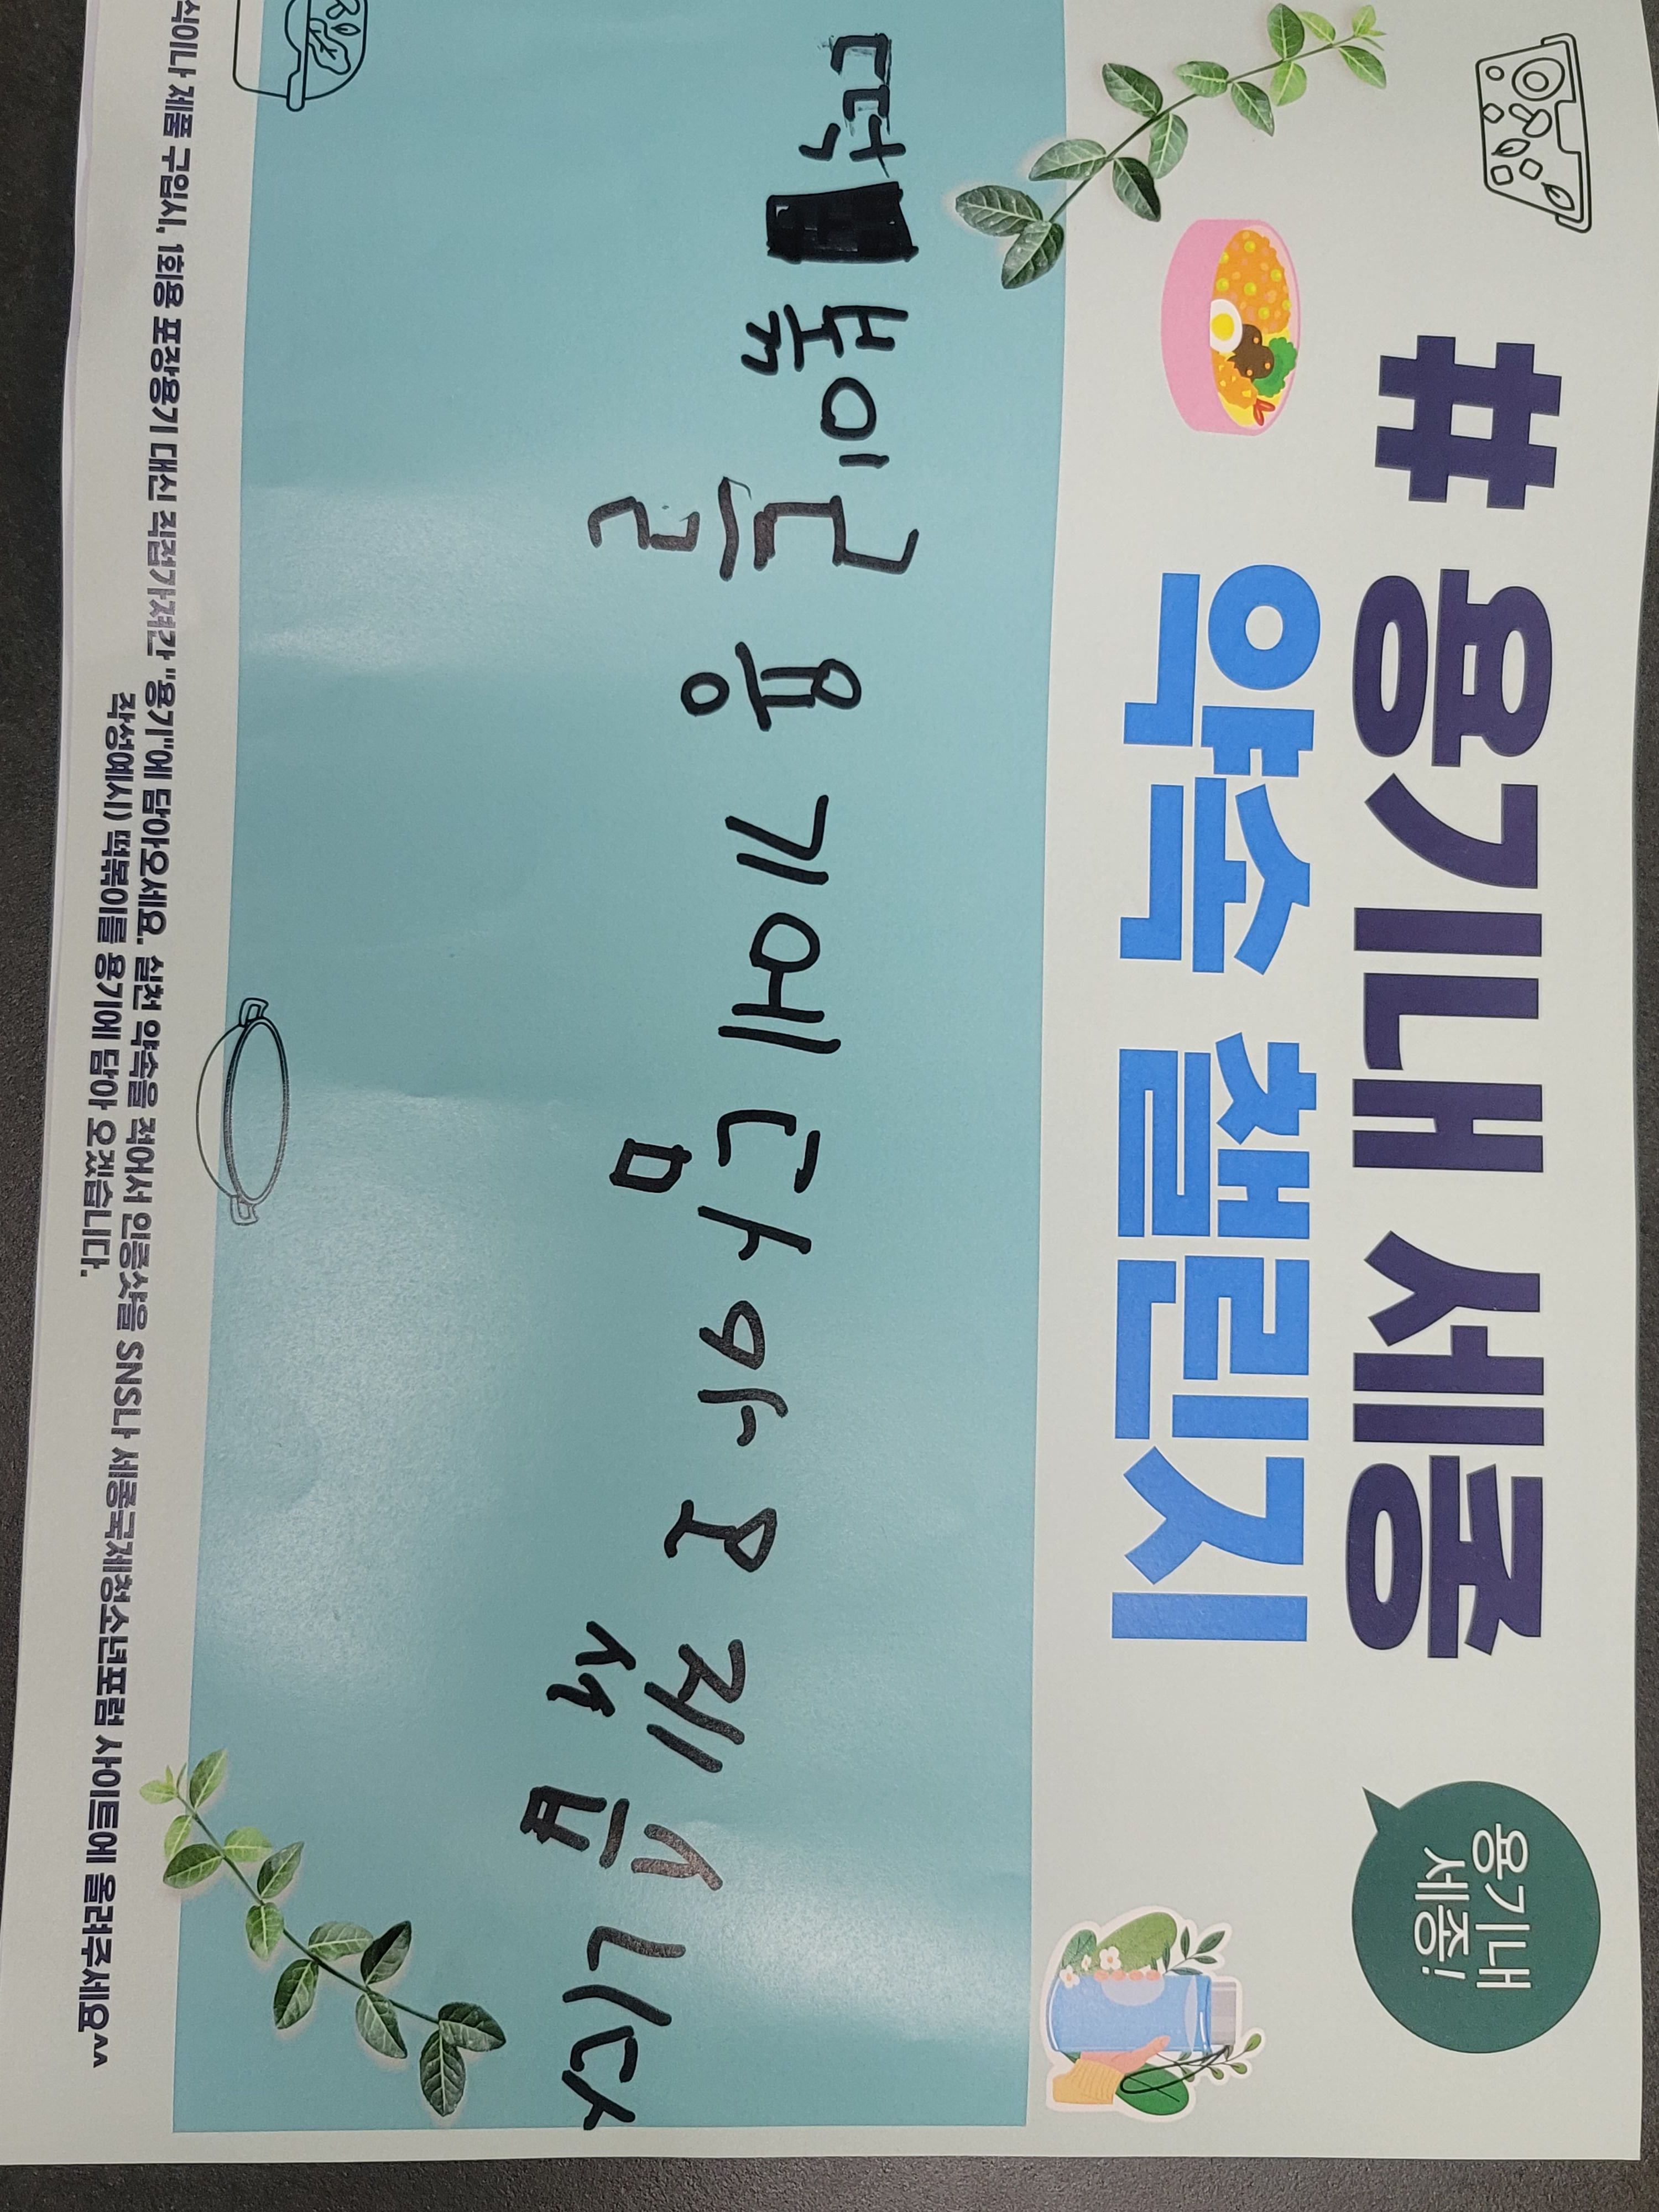 # 용기내 세종
약속 챌린지
용기내
세종!
떡 볶이를 용기에 담아오겠습니다
식이나 제품 구입시, 1회용 포장용기 대신 직접가져간 "용기"에 담아오세요. 실천 약속을 적어서 인증샷을 SNS나 세종국제청소년포럼 사이트에 올려주세요^^
작성예시) 떡볶이를 용기에 담아 오겠습니다.